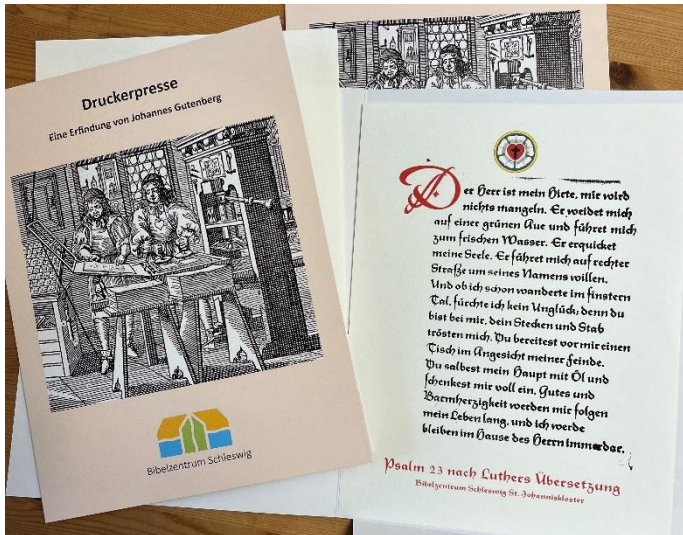 Druckerpresse
Eine Erfindung von Johannes Gutenberg
Bibelzentrum Schleswig
Der Herr ist mein Hirte, mir wird
nichts mangeln. Er weidet mich
auf einer grünen Aue und führet mich
zum frischen Wasser. Er erquicket
meine Seele. Er führet mich auf rechter
Straße um seines Namens willen.
Und ob ich schon wanderte im finstern
Tal, fürchte ich kein Unglück; denn du
bist bei mir, dein Stecken und Stab
trösten mich. Du bereitest vor mir einen
Tisch im Angesicht meiner Feinde.
Du salbest mein Haupt mit Öl und
schenkest mir voll ein. Gutes und
Barmherzigkeit werden mir folgen
mein Leben lang, und ich werde
bleiben im Hause des Herrn immerdar.
Psalm 23 nach Luthers Übersetzung
Bibelzentrum Schleswig St. Johanniskloster